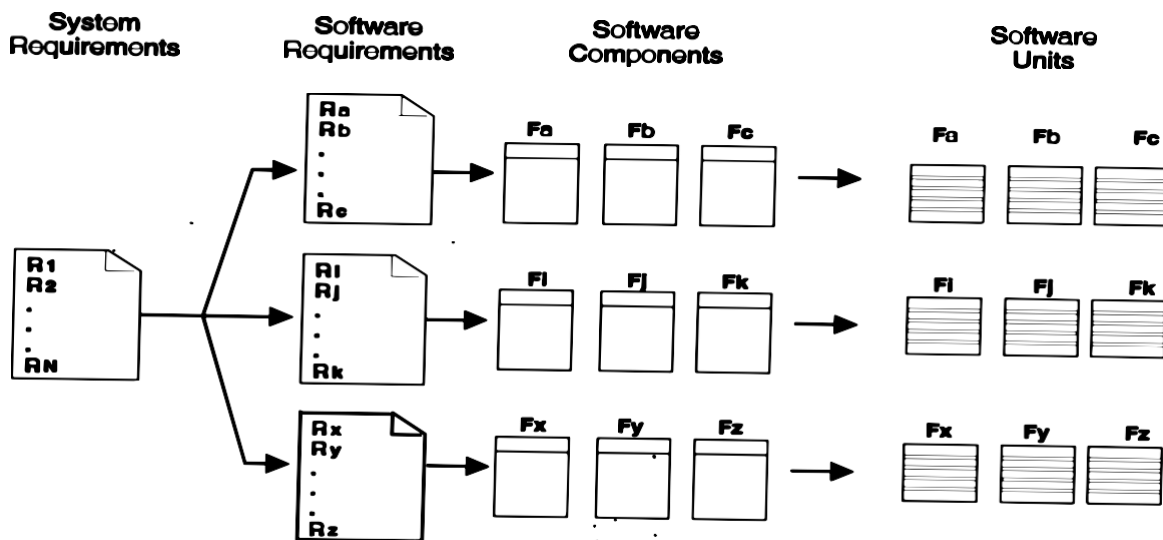 System
Requirements
Software
Requirements
Software
Components
Software
Units
Ra
Rb
.
.
.
Rc
Fa Fb Fc
Fa Fb Fc
R1
R2
.
.
.
RN
RI
Rj
.
.
.
Rk
Fi Fj Fk
Fi Fj Fk
Rx
Ry
.
.
.
Rz
Fx Fy Fz
Fx Fy Fz